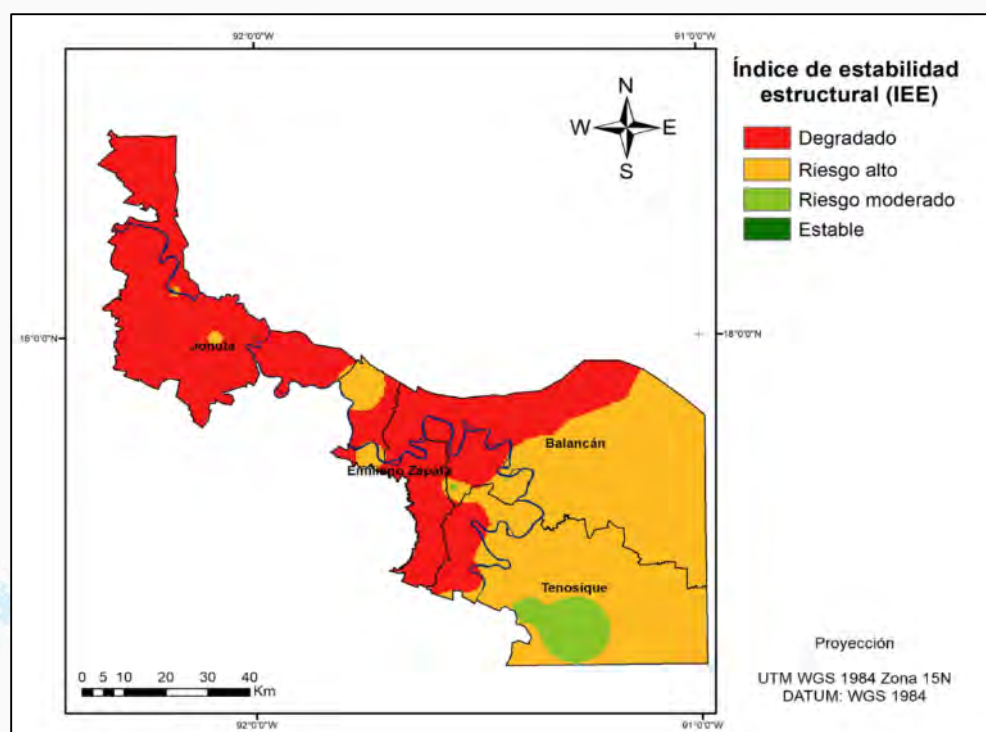 92°0'0"W
91°0'0"W
Índice de estabilidad
estructural (IEE)
N
W
E
S
Degradado
Riesgo alto
Riesgo moderado
Estable
18°0'0"N
18°0'0"N
Jonuta
Balancán
Emiliano Zapata
Tenosique
Proyección
UTM WGS 1984 Zona 15N
DATUM: WGS 1984
0 5 10 20 30 40
Km
92°0'0"W
91°0'0"W